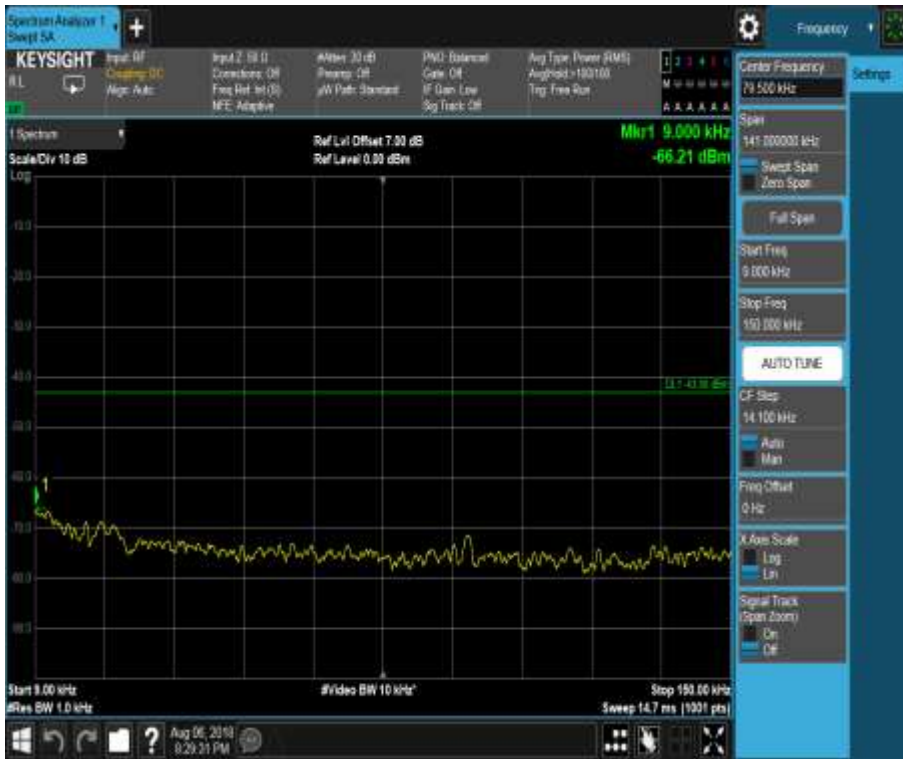 Spectrum Analyzer 1
Swept SA
+
Frequency
KEYSIGHT
Input: RF
Coupling: DC
Align: Auto
Input Z: 50 Ω
Corrections: Off
Freq Ref: Int (S)
NFE: Adaptive
#Atten: 20 dB
Preamp: Off
µW Path: Standard
PNO: Balanced
Gate: Off
IF Gain: Low
Sig Track: Off
Avg Type: Power (RMS)
Avg|Hold:>100/100
Trig: Free Run
1 2 3 4 5 6
M W W W W W
A A A A A A
Center Frequency
79.500 kHz
Settings
Span
141.000000 kHz
Swept Span
Zero Span
Full Span
Start Freq
9.000 kHz
Stop Freq
150.000 kHz
AUTO TUNE
CF Step
14.100 kHz
Auto
Man
Freq Offset
0 Hz
X Axis Scale
Log
Lin
Signal Track
(Span Zoom)
On
Off
1 Spectrum
Scale/Div 10 dB
Log
Ref Lvl Offset 7.00 dB
Ref Level 0.00 dBm
Mkr1 9.000 kHz
-66.21 dBm
-10.0
-20.0
-30.0
-40.0
-50.0
-60.0
-70.0
-80.0
-90.0
1
Start 9.00 kHz
#Res BW 1.0 kHz
#Video BW 10 kHz*
Stop 150.00 kHz
Sweep 14.7 ms (1001 pts)
?
Aug 06, 2018